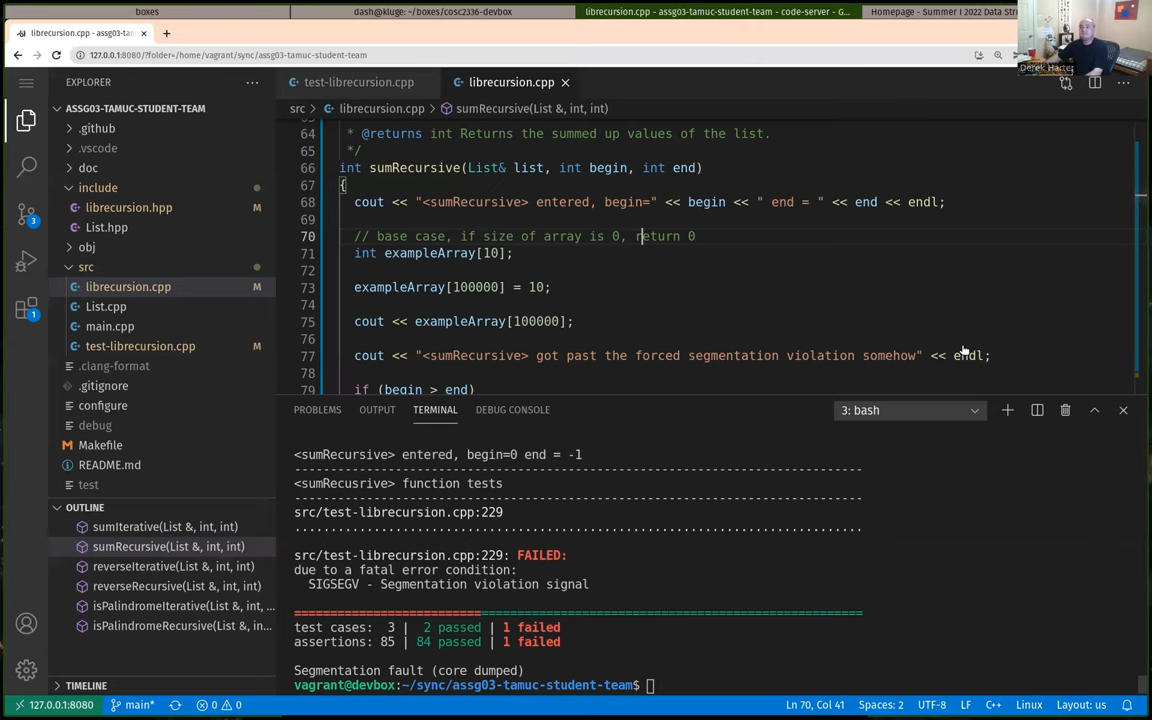 boxes
dash@kluge: ~/boxes/cosc2336-devbox
librecursion.cpp - assg03-tamuc-student-team - code-server - G...
Homepage - Summer I 2022 Data Str
librecursion.cpp - assg03-tamuc-st
127.0.0.1:8080/?folder=/home/vagrant/sync/assg03-tamuc-student-team
Derek Harter
EXPLORER
test-librecursion.cpp
librecursion.cpp
ASSG03-TAMUC-STUDENT-TEAM
src > librecursion.cpp > sumRecursive(List &, int, int)
.github
.vscode
doc
include
librecursion.hpp M
List.hpp
obj
src
librecursion.cpp M
List.cpp
main.cpp
test-librecursion.cpp M
.clang-format
.gitignore
configure
debug
Makefile
README.md
test
3
1
OUTLINE
sumIterative(List &, int, int)
sumRecursive(List &, int, int)
reverseIterative(List &, int, int)
reverseRecursive(List &, int, int)
isPalindromeIterative(List &, int, ...
isPalindromeRecursive(List &, in...
TIMELINE
64 * @returns int Returns the summed up values of the list.
65 */
66 int sumRecursive(List& list, int begin, int end)
67 {
68 cout << "<sumRecursive> entered, begin=" << begin << " end = " << end << endl;
69
70 // base case, if size of array is 0, return 0
71 int exampleArray[10];
72
73 exampleArray[100000] = 10;
74
75 cout << exampleArray[100000];
76
77 cout << "<sumRecursive> got past the forced segmentation violation somehow" << endl;
78
79 if (begin > end)
PROBLEMS OUTPUT TERMINAL DEBUG CONSOLE
3: bash
<sumRecursive> entered, begin=0 end = -1
-------------------------------------------------------------------------------
<sumRecusrive> function tests
-------------------------------------------------------------------------------
src/test-librecursion.cpp:229
...............................................................................
src/test-librecursion.cpp:229: FAILED:
due to a fatal error condition:
SIGSEGV - Segmentation violation signal
===============================================================================
test cases: 3 | 2 passed | 1 failed
assertions: 85 | 84 passed | 1 failed
Segmentation fault (core dumped)
vagrant@devbox:~/sync/assg03-tamuc-student-team$
127.0.0.1:8080 main* 0 0 Ln 70, Col 41 Spaces: 2 UTF-8 LF C++ Linux Layout: us